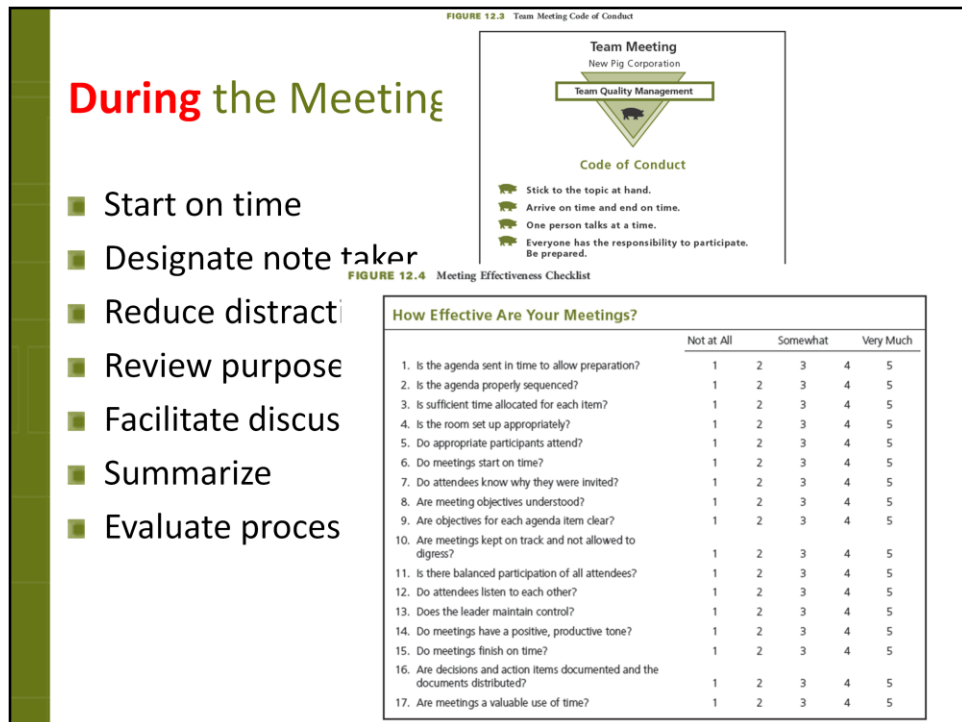 FIGURE 12.3 Team Meeting Code of Conduct
Team Meeting
New Pig Corporation
Team Quality Management
Code of Conduct
Stick to the topic at hand.
Arrive on time and end on time.
One person talks at a time.
Everyone has the responsibility to participate.
Be prepared.
During the Meeting
Start on time
Designate note taker
Reduce distracti
Review purpose
Facilitate discus
Summarize
Evaluate proces
FIGURE 12.4 Meeting Effectiveness Checklist
How Effective Are Your Meetings?
Not at All Somewhat Very Much
1. Is the agenda sent in time to allow preparation? 1 2 3 4 5
2. Is the agenda properly sequenced? 1 2 3 4 5
3. Is sufficient time allocated for each item? 1 2 3 4 5
4. Is the room set up appropriately? 1 2 3 4 5
5. Do appropriate participants attend? 1 2 3 4 5
6. Do meetings start on time? 1 2 3 4 5
7. Do attendees know why they were invited? 1 2 3 4 5
8. Are meeting objectives understood? 1 2 3 4 5
9. Are objectives for each agenda item clear? 1 2 3 4 5
10. Are meetings kept on track and not allowed to
digress? 1 2 3 4 5
11. Is there balanced participation of all attendees? 1 2 3 4 5
12. Do attendees listen to each other? 1 2 3 4 5
13. Does the leader maintain control? 1 2 3 4 5
14. Do meetings have a positive, productive tone? 1 2 3 4 5
15. Do meetings finish on time? 1 2 3 4 5
16. Are decisions and action items documented and the
documents distributed? 1 2 3 4 5
17. Are meetings a valuable use of time? 1 2 3 4 5